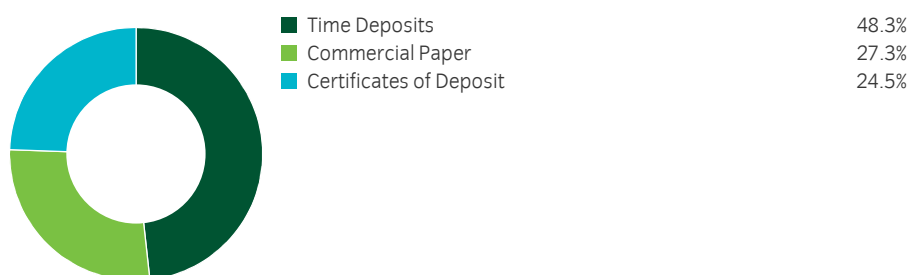 Time Deposits 48.3%
Commercial Paper 27.3%
Certificates of Deposit 24.5%